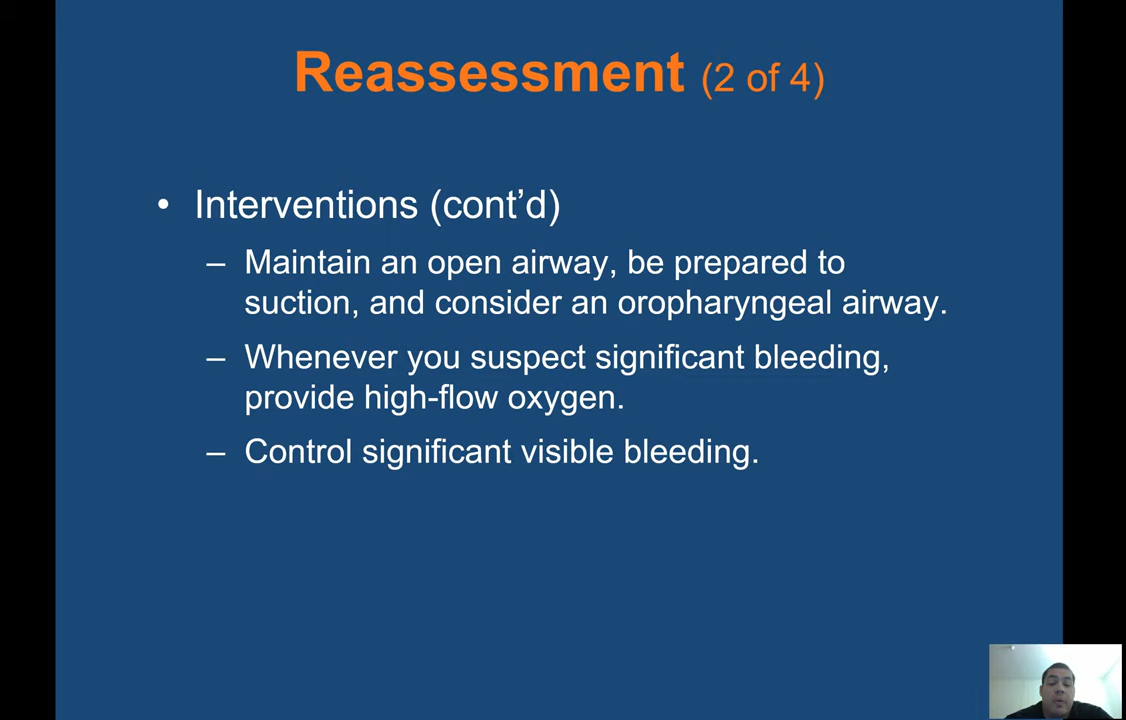 Reassessment (2 of 4)
• Interventions (cont’d)
– Maintain an open airway, be prepared to
suction, and consider an oropharyngeal airway.
– Whenever you suspect significant bleeding,
provide high-flow oxygen.
– Control significant visible bleeding.